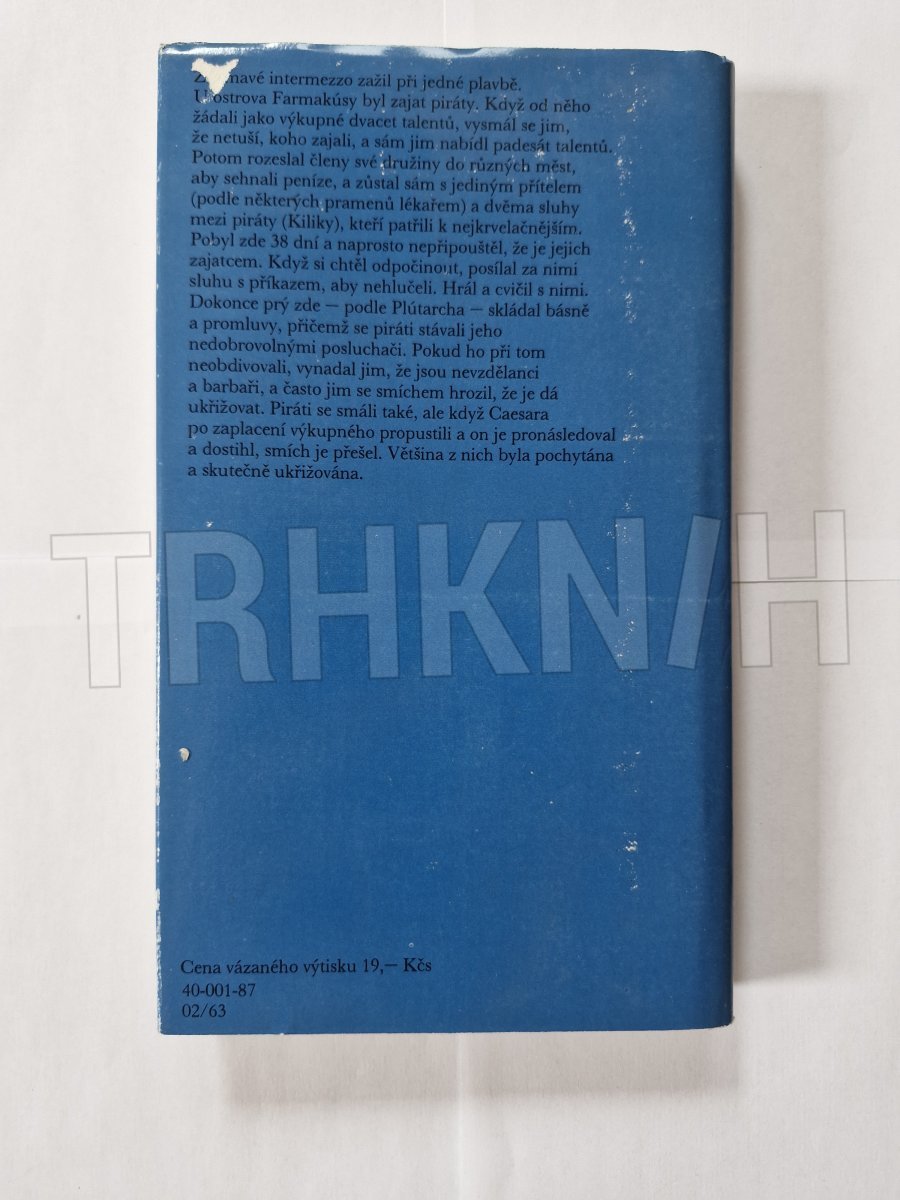 intermezzo zažil při jedné plavbě.
U ostrova Farmakúsy byl zajat piráty. Když od něho
žádali jako výkupné dvacet talentů, vysmál se jim,
že netuší, koho zajali, a sám jim nabídl padesát talentů.
Potom rozeslal členy své družiny do různých měst,
aby sehnali peníze, a zůstal sám s jediným přítelem
(podle některých pramenů lékařem) a dvěma sluhy
mezi piráty (Kiliky), kteří patřili k nejkrvelačnějším.
Pobyl zde 38 dní a naprosto nepřipouštěl, že je jejich
zajatcem. Když si chtěl odpočinout, posílal za nimi
sluhu s příkazem, aby nehlučeli. Hrál a cvičil s nimi.
Dokonce prý zde — podle Plútarcha — skládal básně
a promluvy, přičemž se piráti stávali jeho
nedobrovolnými posluchači. Pokud ho při tom
neobdivovali, vynadal jim, že jsou nevzdělanci
a barbaři, a často jim se smíchem hrozil, že je dá
ukřižovat. Piráti se smáli také, ale když Caesara
po zaplacení výkupného propustili a on je pronásledoval
a dostihl, smích je přešel. Většina z nich byla pochytána
a skutečně ukřižována.
TRHKNIH
Cena vázaného výtisku 19,— Kčs
40-001-87
02/63